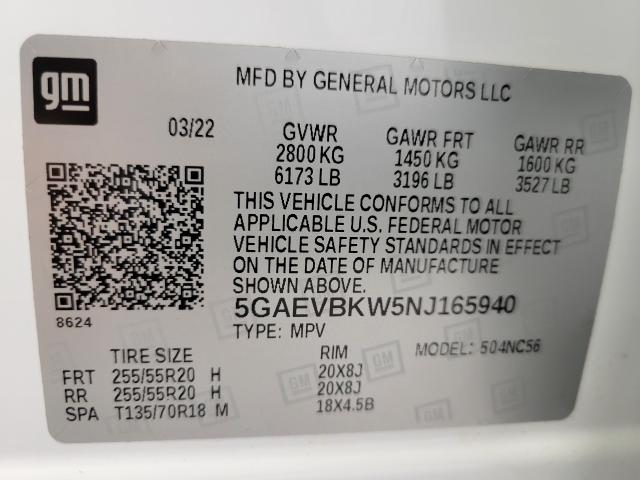 gm
MFD BY GENERAL MOTORS LLC
03/22 GVWR GAWR FRT GAWR RR
2800 KG 1450 KG 1600 KG
6173 LB 3196 LB 3527 LB
THIS VEHICLE CONFORMS TO ALL
APPLICABLE U.S. FEDERAL MOTOR
VEHICLE SAFETY STANDARDS IN EFFECT
ON THE DATE OF MANUFACTURE
SHOWN ABOVE.
5GAEVBKW5NJ165940
8624
TYPE: MPV MODEL: 504NC56
TIRE SIZE RIM
FRT 255/55R20 H 20X8J
RR 255/55R20 H 20X8J
SPA T135/70R18 M 18X4.5B